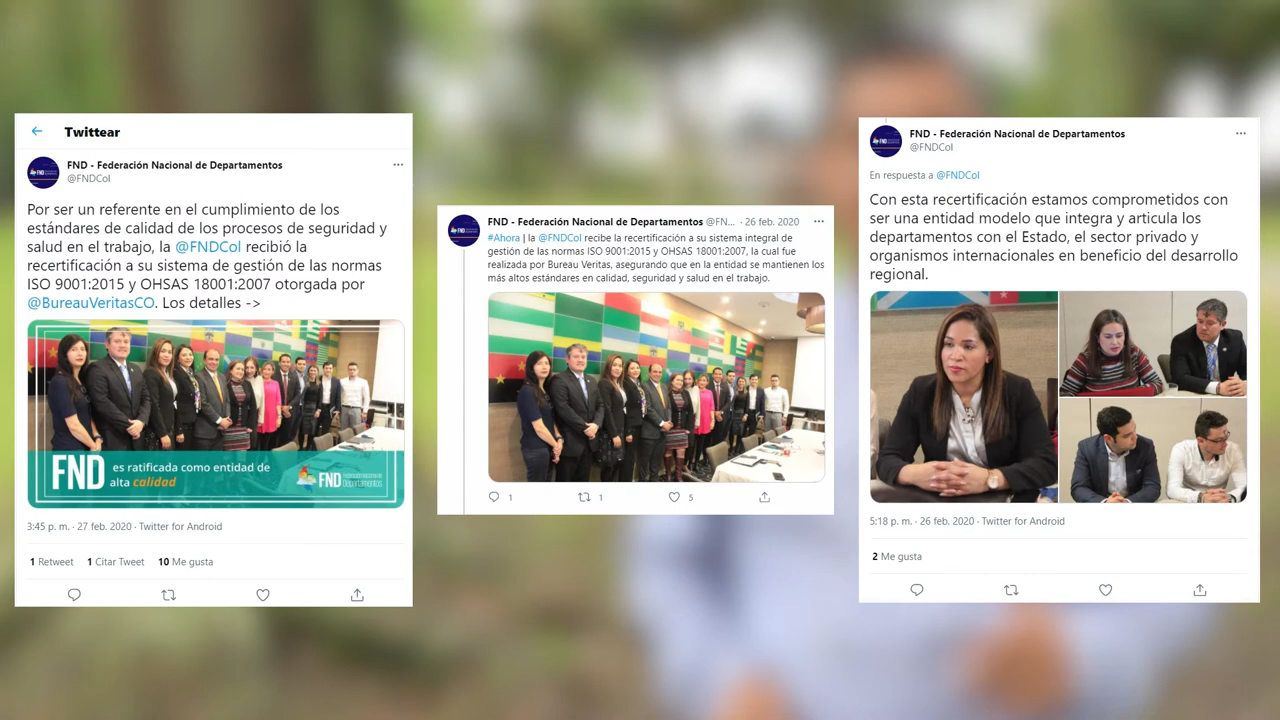 Twittear
FND - Federación Nacional de Departamentos
@FNDCol
Por ser un referente en el cumplimiento de los
estándares de calidad de los procesos de seguridad y
salud en el trabajo, la @FNDCol recibió la
recertificación a su sistema de gestión de las normas
ISO 9001:2015 y OHSAS 18001:2007 otorgada por
@BureauVeritasCO. Los detalles ->
FND es ratificada como entidad de
alta calidad
FND Federación Nacional de
Departamentos
3:45 p. m. · 27 feb. 2020 · Twitter for Android
1 Retweet 1 Citar Tweet 10 Me gusta
FND - Federación Nacional de Departamentos @FN... · 26 feb. 2020
#Ahora | la @FNDCol recibe la recertificación a su sistema integral de
gestión de las normas ISO 9001:2015 y OHSAS 18001:2007, la cual fue
realizada por Bureau Veritas, asegurando que en la entidad se mantienen los
más altos estándares en calidad, seguridad y salud en el trabajo.
1 1 5
FND - Federación Nacional de Departamentos
@FNDCol
En respuesta a @FNDCol
Con esta recertificación estamos comprometidos con
ser una entidad modelo que integra y articula los
departamentos con el Estado, el sector privado y
organismos internacionales en beneficio del desarrollo
regional.
5:18 p. m. · 26 feb. 2020 · Twitter for Android
2 Me gusta